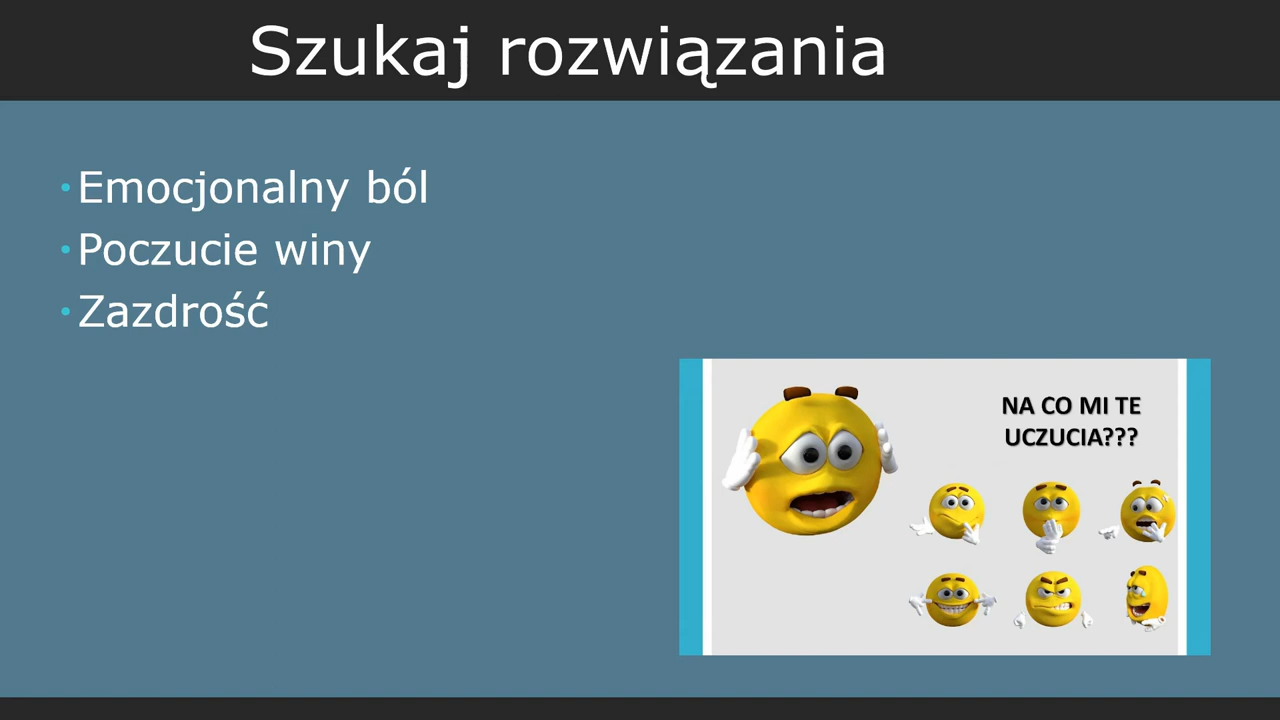 Szukaj rozwiązania
• Emocjonalny ból
• Poczucie winy
• Zazdrość
NA CO MI TE
UCZUCIA???